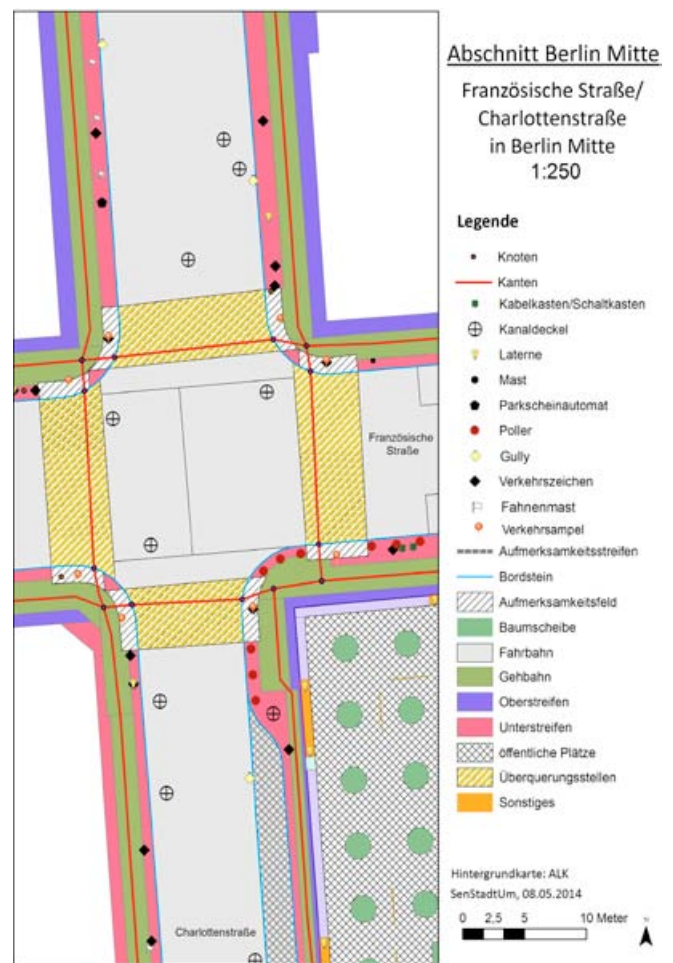 Abschnitt Berlin Mitte
Französische Straße/
Charlottenstraße
in Berlin Mitte
1:250
Legende
Knoten
Kanten
Kabelkasten/Schaltkasten
Kanaldeckel
Laterne
Mast
Parkscheinautomat
Poller
Gully
Verkehrszeichen
Fahnenmast
Verkehrsampel
Aufmerksamkeitsstreifen
Bordstein
Aufmerksamkeitsfeld
Baumscheibe
Fahrbahn
Gehbahn
Oberstreifen
Unterstreifen
öffentliche Plätze
Überquerungsstellen
Sonstiges
Hintergrundkarte: ALK
SenStadtUm, 08.05.2014
0 2,5 5 10 Meter
N
Französische
Straße
Charlottenstraße